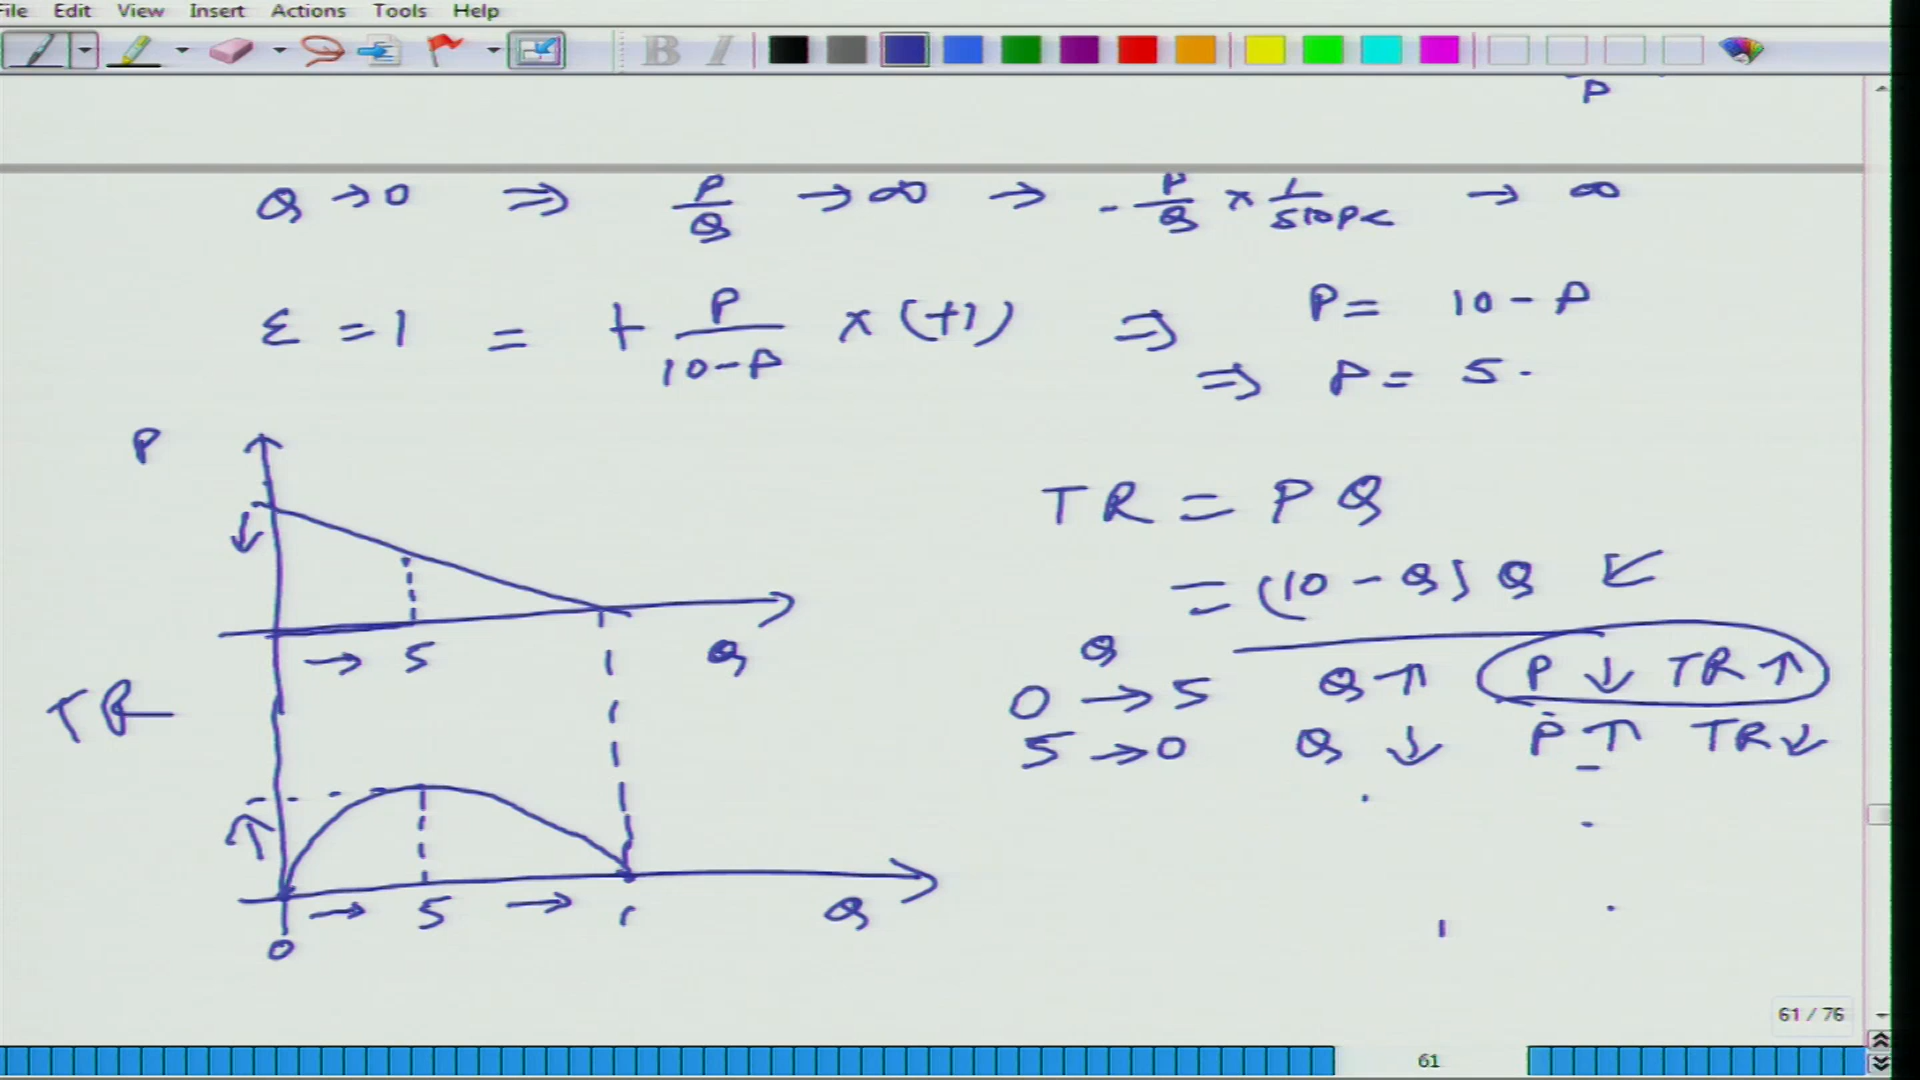 File Edit View Insert Actions Tools Help
B I
P
Q → 0 ⇒ P/Q → ∞ → - P/Q × 1/slope → ∞
ε = 1 = + P/(10-P) × (+1) ⇒ P = 10 - P
⇒ P = 5.
P
TR = PQ
= (10 - Q) Q ↙
5 Q
TR
Q
0 → 5 Q↑ P↓ TR↑
5 → 0 Q↓ P↑ TR↓
→ 5 → Q
0
61 / 76
61